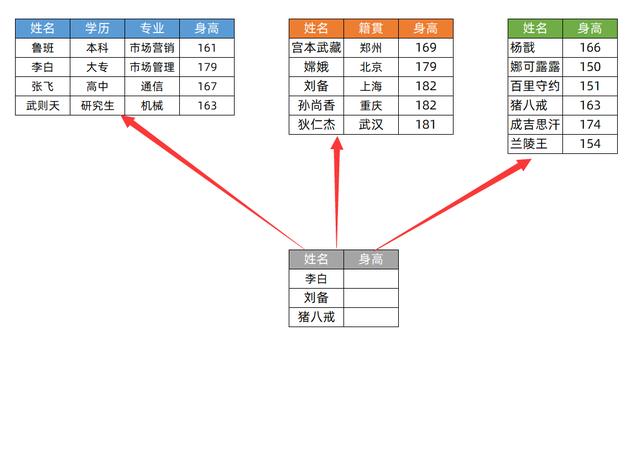 姓名 学历 专业 身高
鲁班 本科 市场营销 161
李白 大专 市场管理 179
张飞 高中 通信 167
武则天 研究生 机械 163
姓名 籍贯 身高
宫本武藏 郑州 169
嫦娥 北京 179
刘备 上海 182
孙尚香 重庆 182
狄仁杰 武汉 181
姓名 身高
杨戬 166
娜可露露 150
百里守约 151
猪八戒 163
成吉思汗 174
兰陵王 154
姓名 身高
李白
刘备
猪八戒